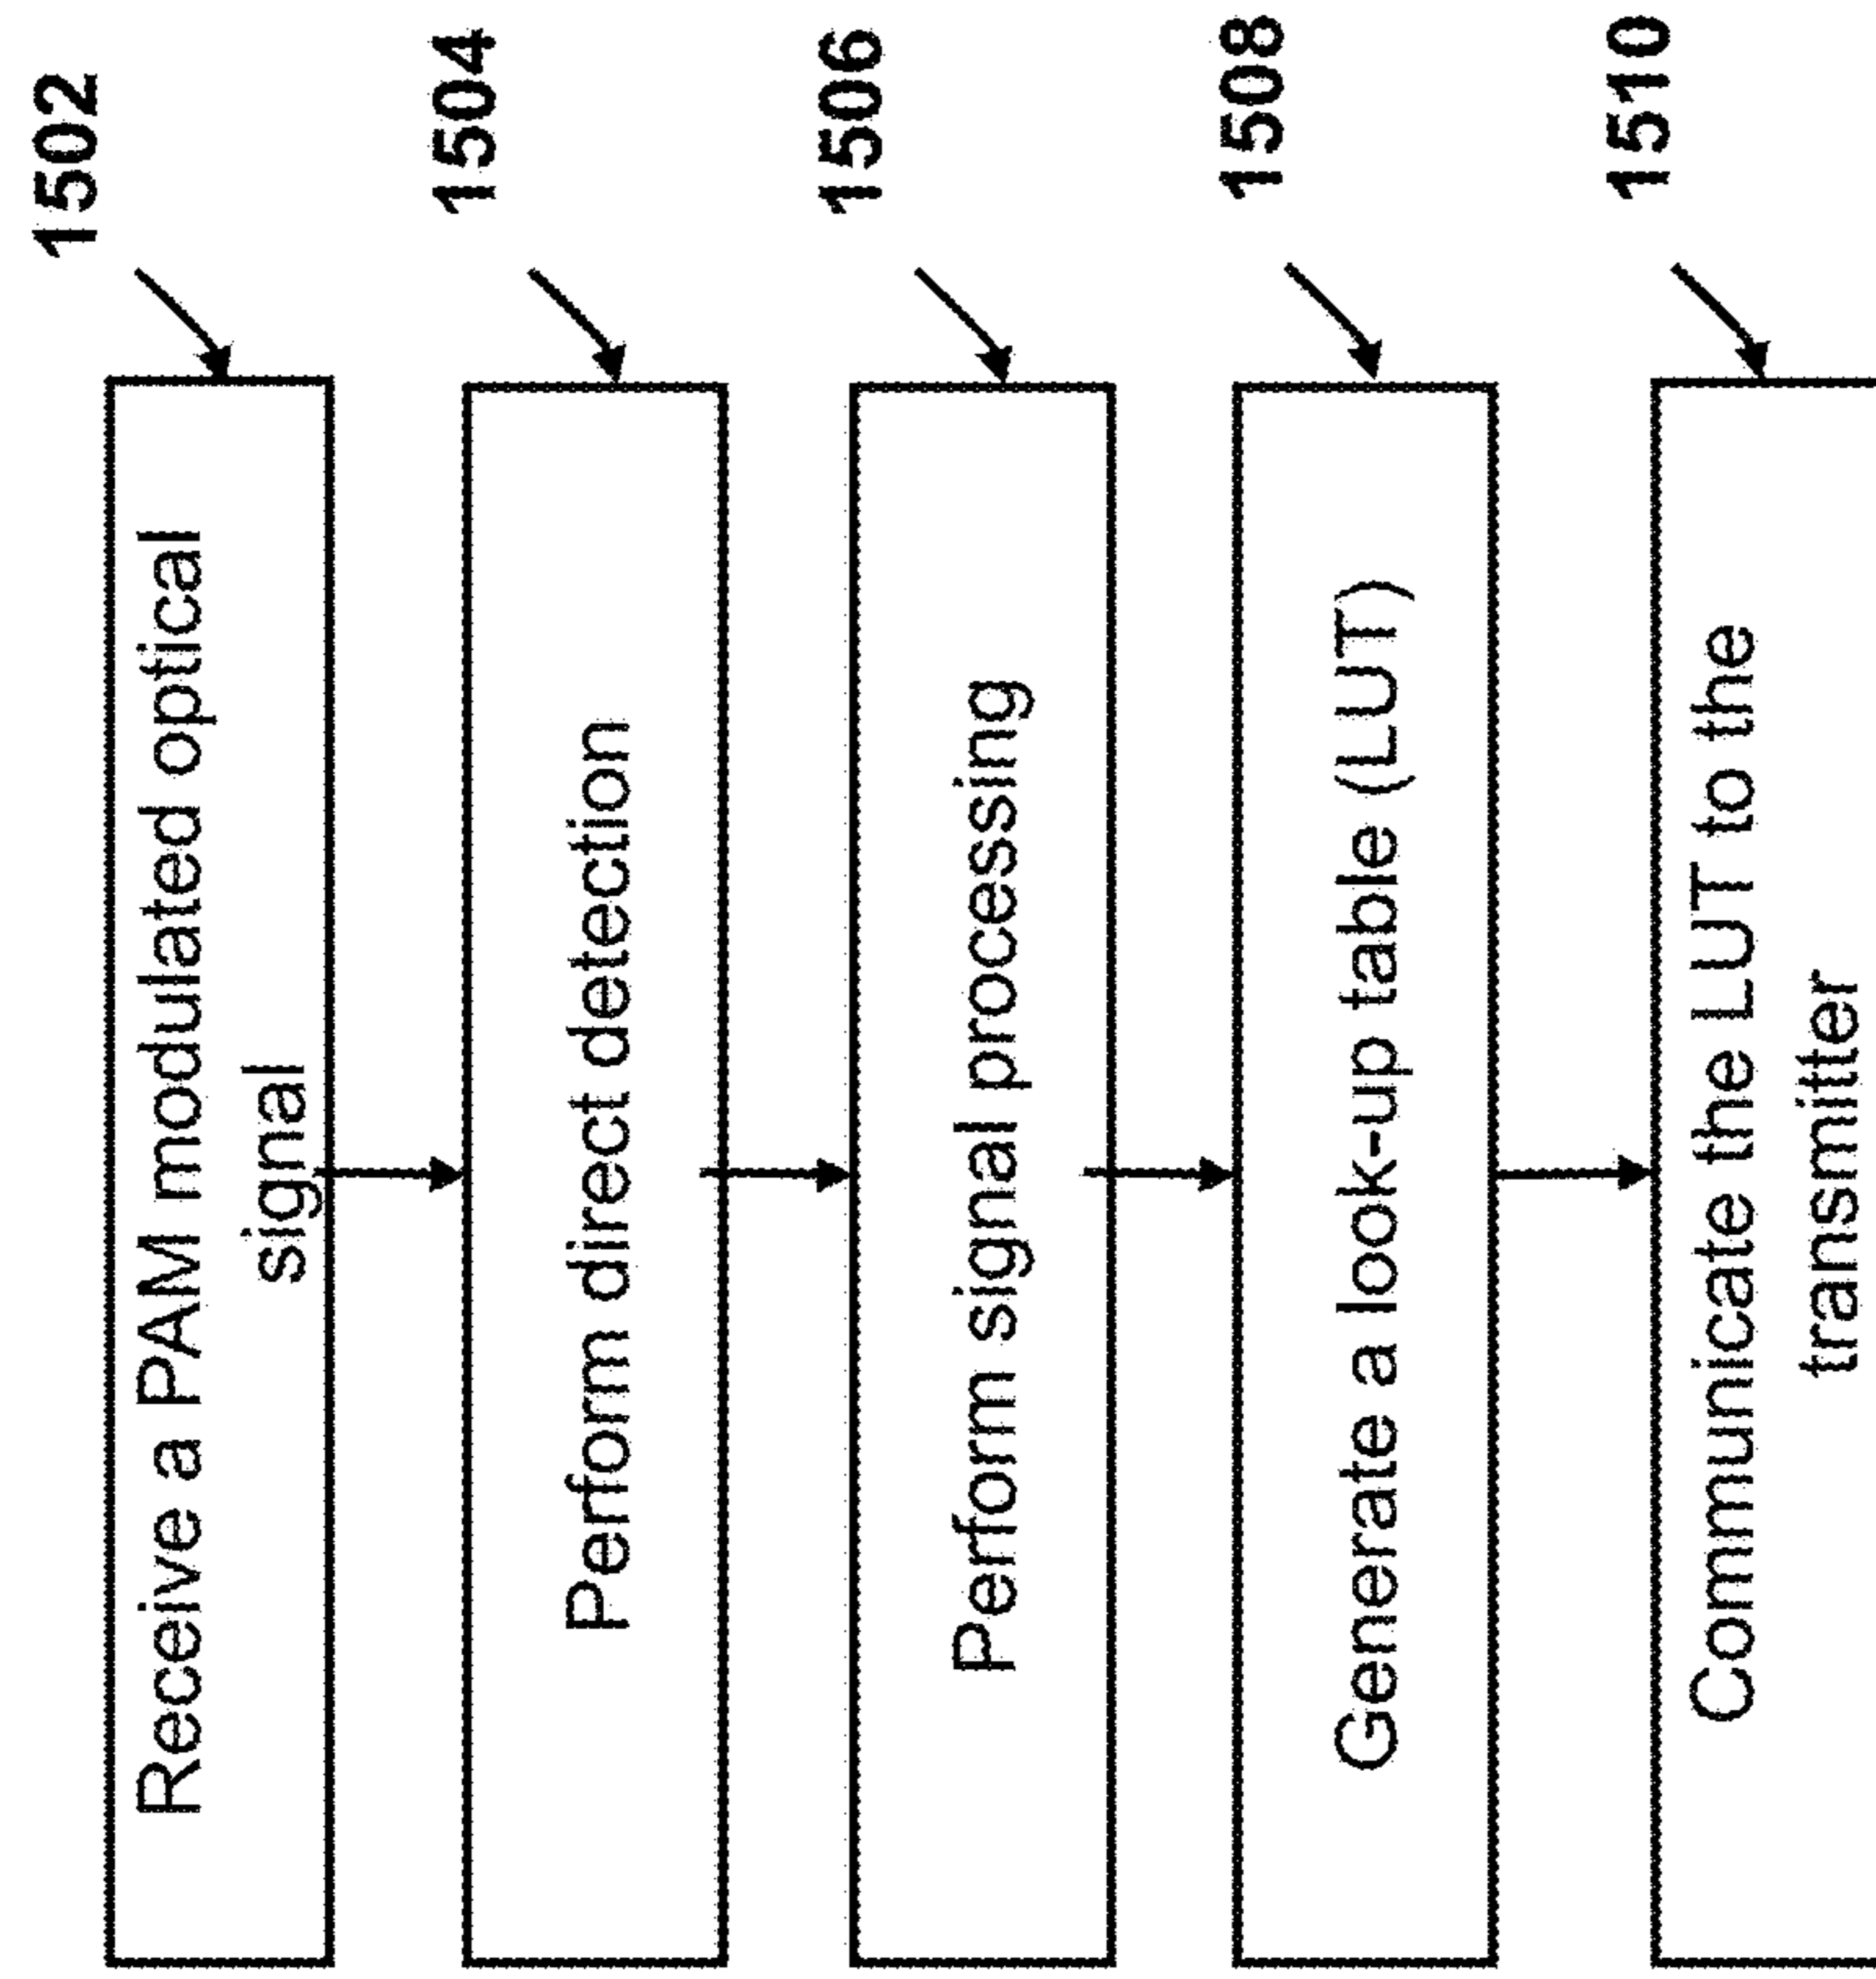 1502
Receive a PAM modulated optical
signal
1504
Perform direct detection
1506
Perform signal processing
1508
Generate a look-up table (LUT)
1510
Communicate the LUT to the
transmitter